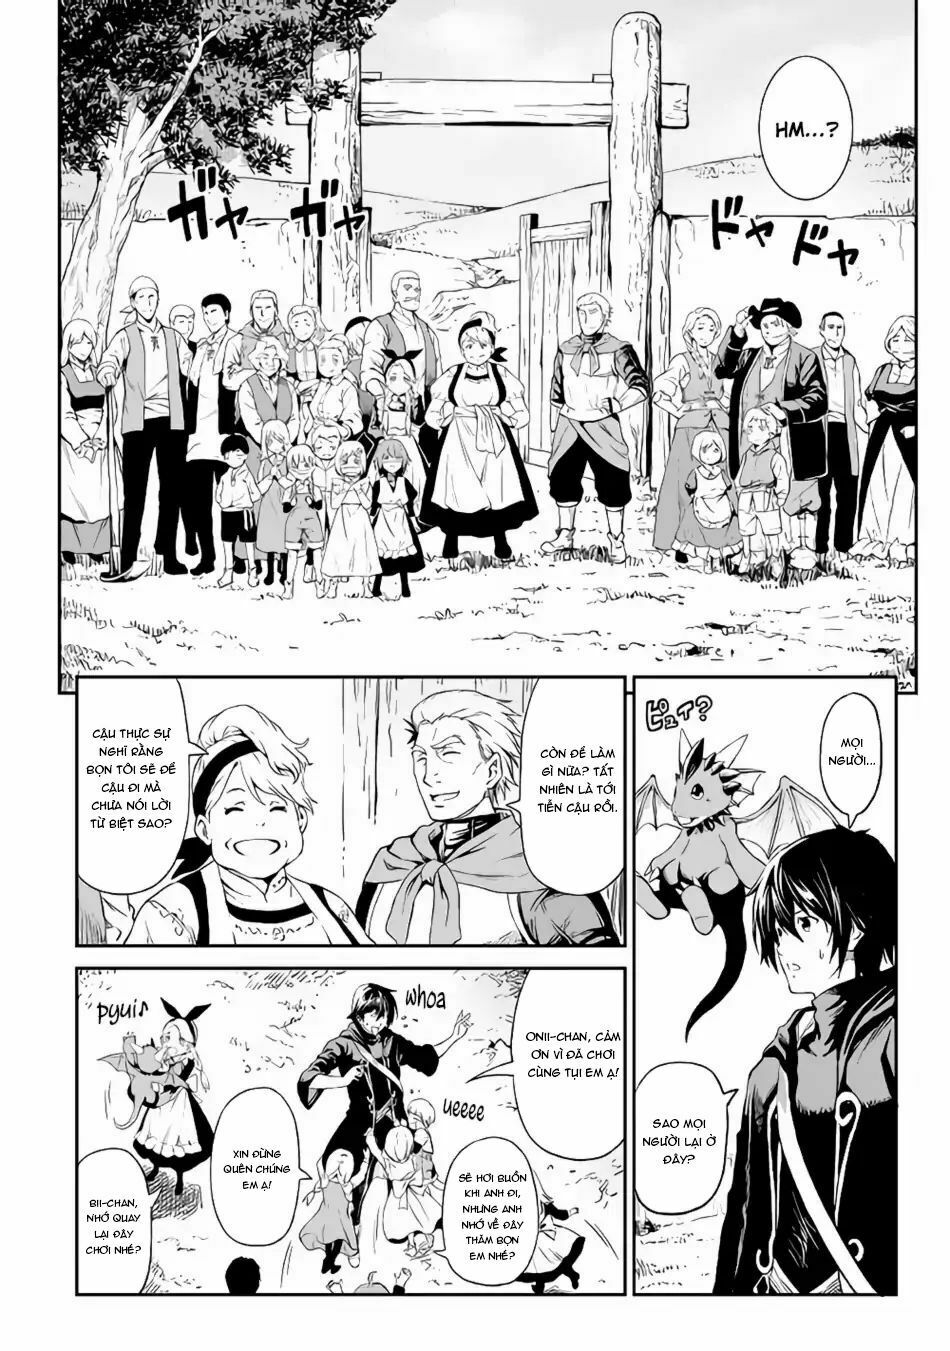 HM...?
ドヤ
ドヤ
ガヤ
ガヤ
ピュイ?
MỌI
NGƯỜI...
SAO MỌI
NGƯỜI LẠI Ở
ĐÂY?
CÒN ĐỂ LÀM
GÌ NỮA? TẤT
NHIÊN LÀ TỚI
TIỄN CẬU RỒI.
CẬU THỰC SỰ
NGHĨ RẰNG
BỌN TÔI SẼ ĐỂ
CẬU ĐI MÀ
CHƯA NÓI LỜI
TỪ BIỆT SAO?
ONII-CHAN, CẢM
ƠN VÌ ĐÃ CHƠI
CÙNG TỤI EM Ạ!
whoa
pyui♪
ueeee
SẼ HƠI BUỒN
KHI ANH ĐI,
NHƯNG ANH
NHỚ VỀ ĐÂY
THĂM BỌN
EM NHÉ?
XIN ĐỪNG
QUÊN CHÚNG
EM Ạ!
BII-CHAN,
NHỚ QUAY
LẠI ĐÂY
CHƠI NHÉ?